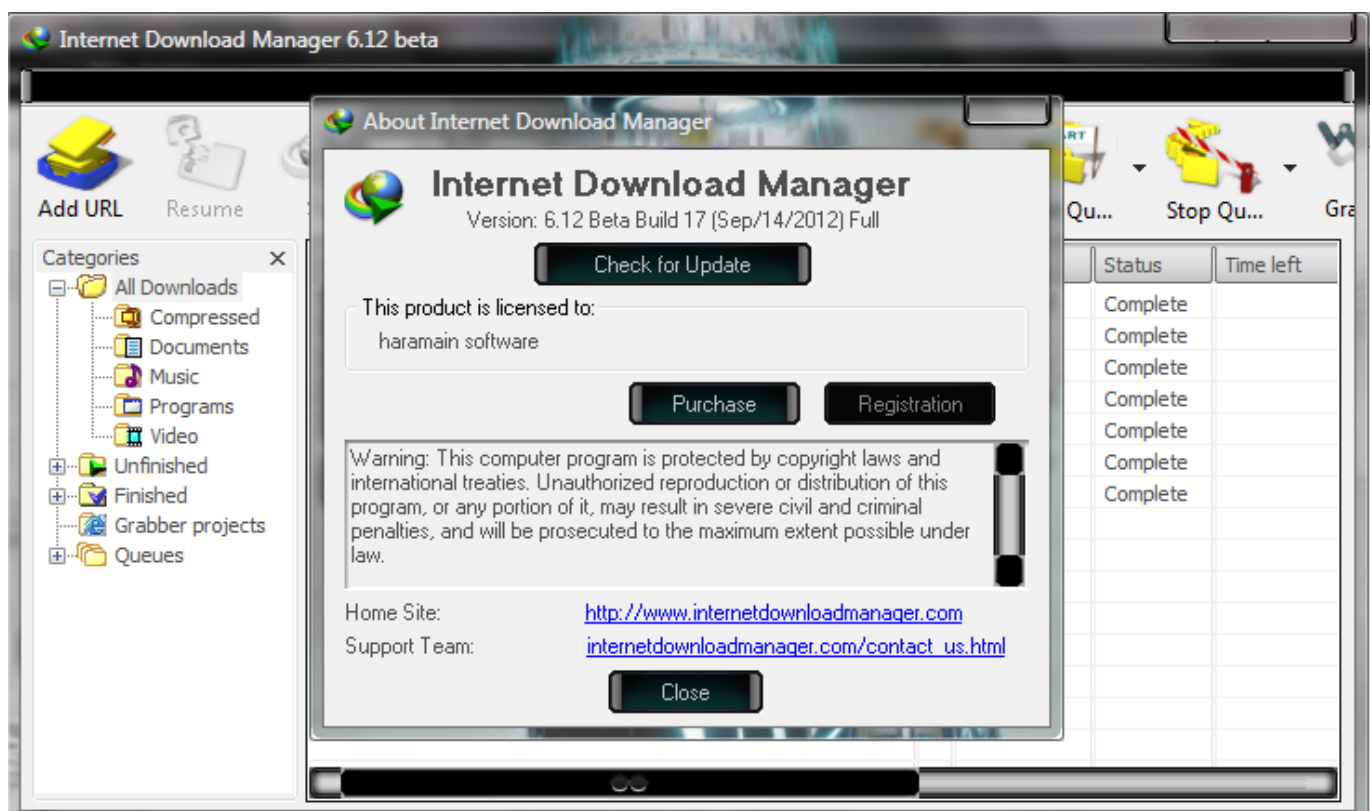 Internet Download Manager 6.12 beta
About Internet Download Manager
Add URL
Resume
Qu...
Stop Qu...
Internet Download Manager
Version: 6.12 Beta Build 17 (Sep/14/2012) Full
Check for Update
This product is licensed to:
haramain software
Purchase
Registration
Warning: This computer program is protected by copyright laws and
international treaties. Unauthorized reproduction or distribution of this
program, or any portion of it, may result in severe civil and criminal
penalties, and will be prosecuted to the maximum extent possible under
law.
Home Site:
http://www.internetdownloadmanager.com
Support Team:
internetdownloadmanager.com/contact_us.html
Close
Categories
All Downloads
Compressed
Documents
Music
Programs
Video
Unfinished
Finished
Grabber projects
Queues
Status
Time left
Complete
Complete
Complete
Complete
Complete
Complete
Complete